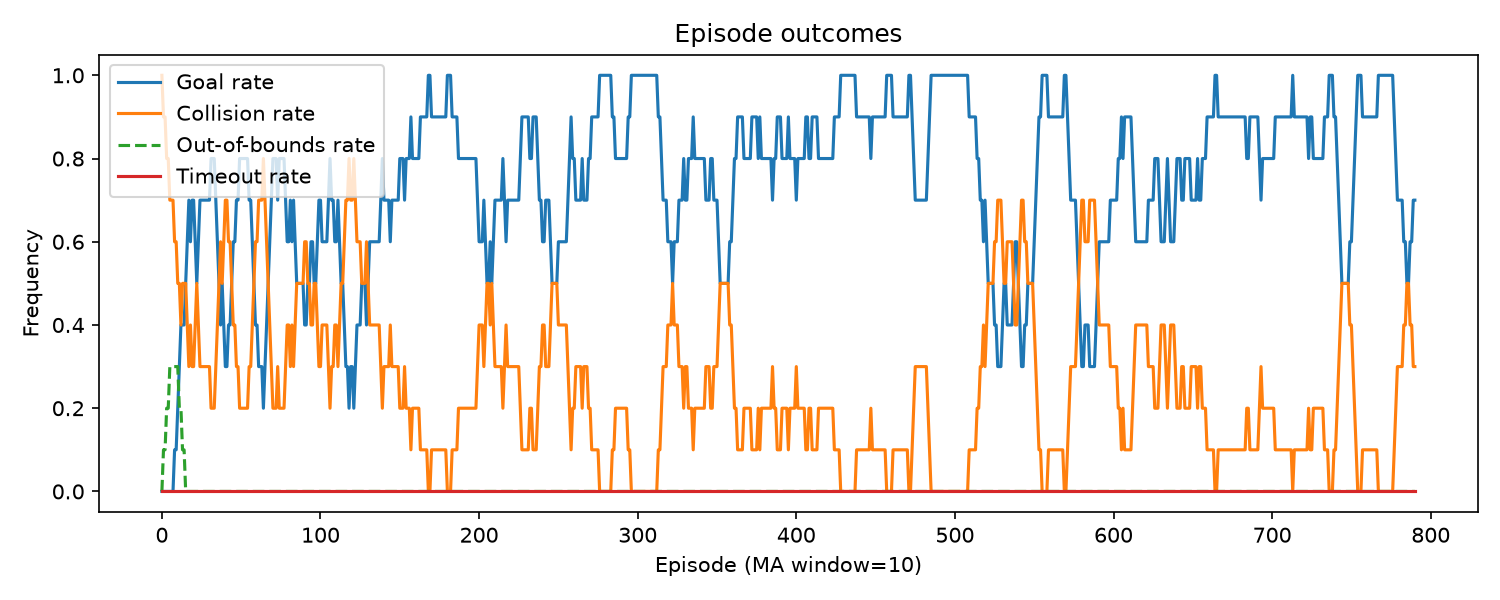 Episode outcomes
1.0
0.8
0.6
0.4
0.2
0.0
Frequency
Goal rate
Collision rate
Out-of-bounds rate
Timeout rate
0 100 200 300 400 500 600 700 800
Episode (MA window=10)